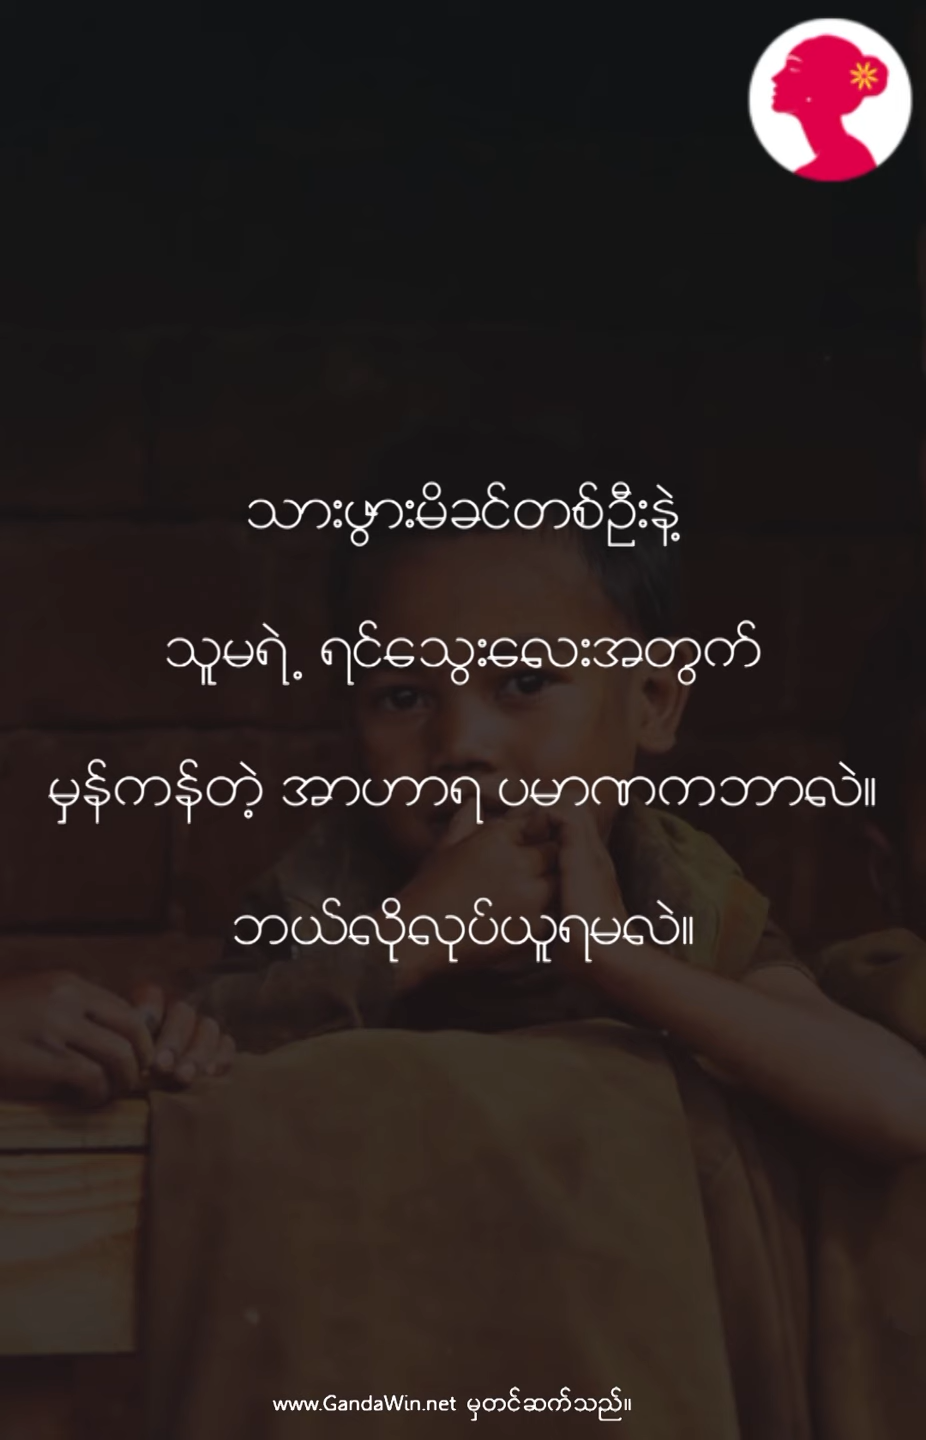 သားဖွားမိခင်တစ်ဦးနဲ့
သူမရဲ့ ရင်သွေးလေးအတွက်
မှန်ကန်တဲ့ အာဟာရ ပမာဏကဘာလဲ။
ဘယ်လိုလုပ်ယူရမလဲ။
www.GandaWin.net မှတင်ဆက်သည်။